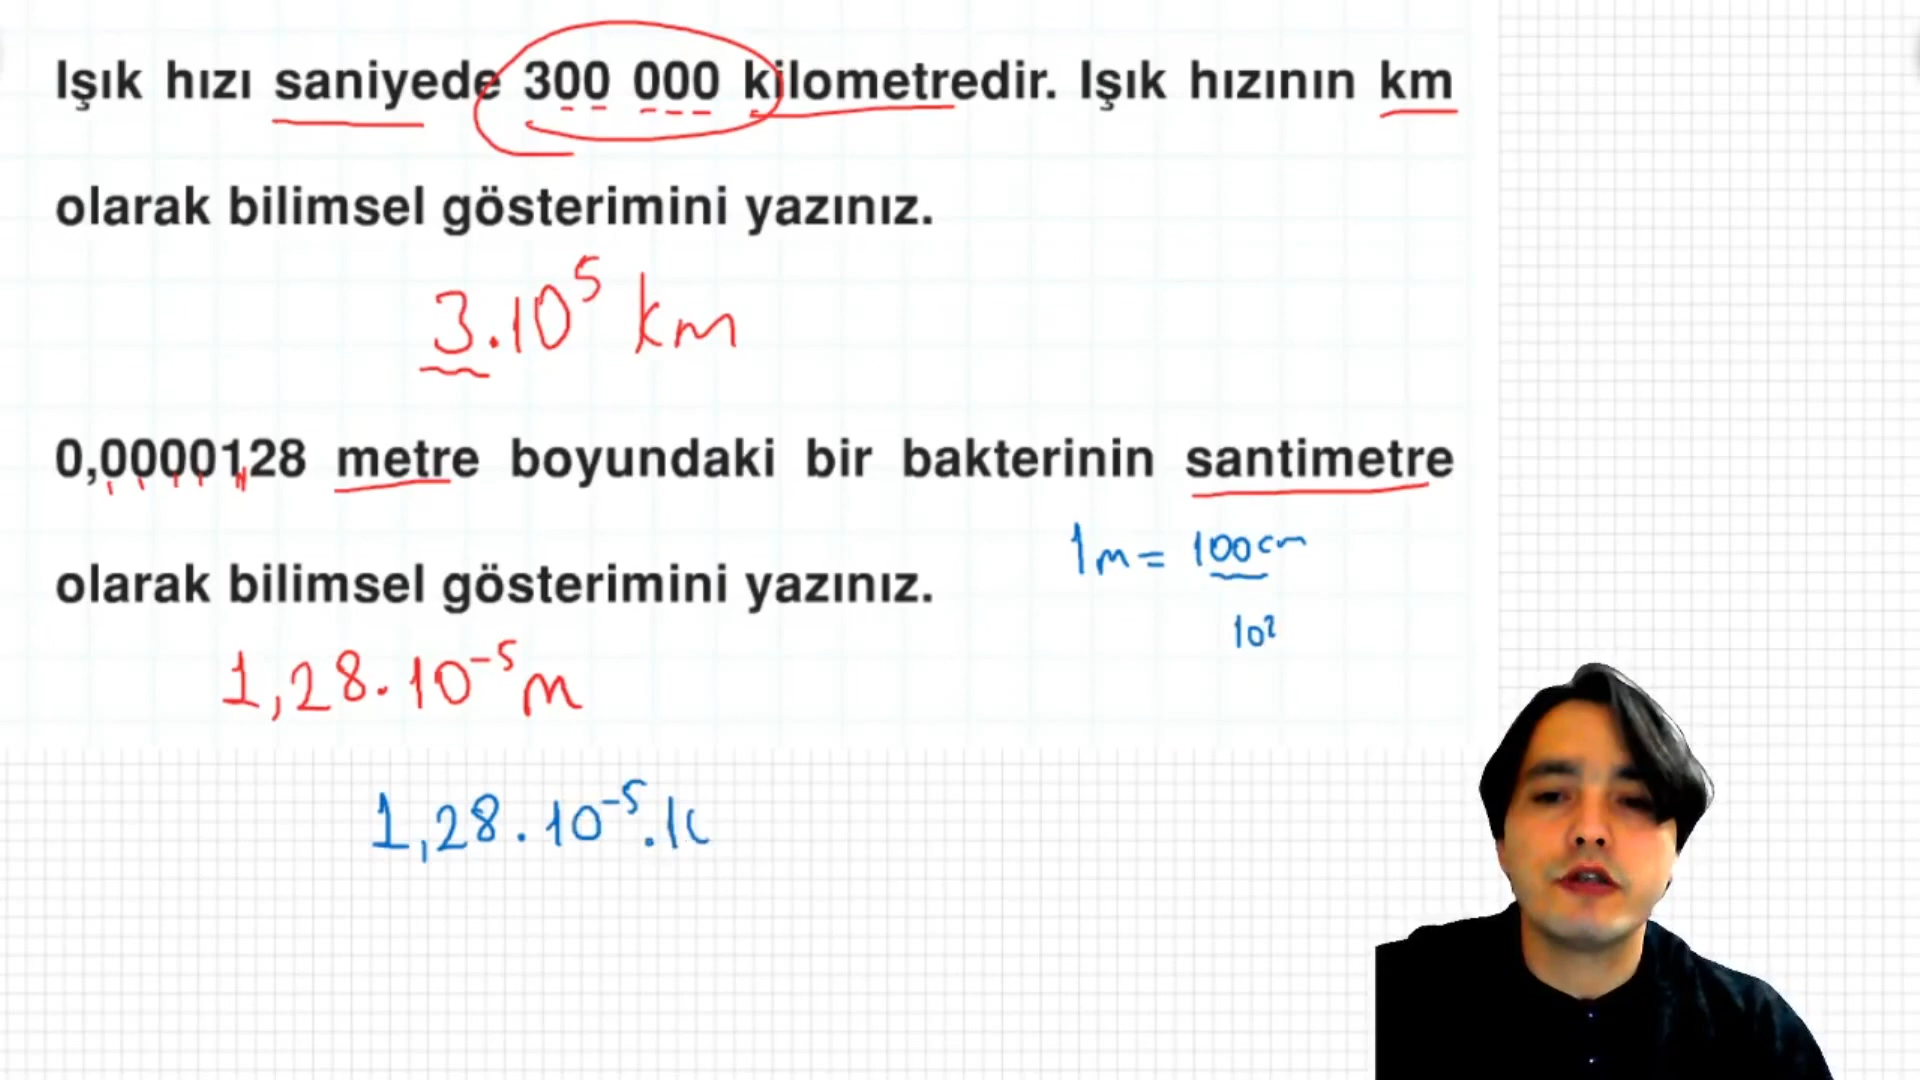 Işık hızı saniyede 300 000 kilometredir. Işık hızının km
olarak bilimsel gösterimini yazınız.
3.10⁵ km
0,0000128 metre boyundaki bir bakterinin santimetre
olarak bilimsel gösterimini yazınız.
1m = 100cm
10²
1,28.10⁻⁵ m
1,28.10⁻⁵.1